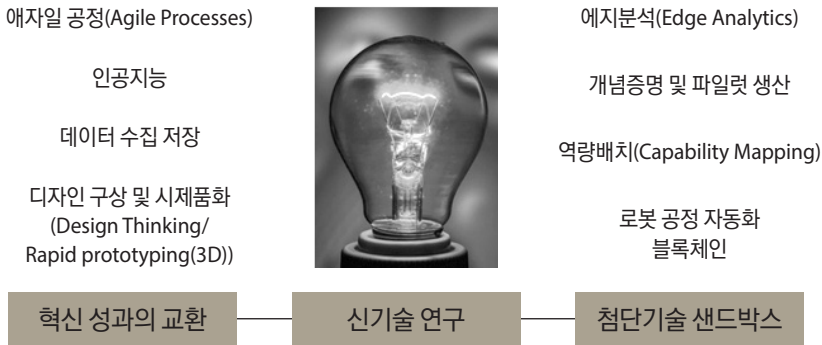 애자일 공정(Agile Processes)
인공지능
데이터 수집 저장
디자인 구상 및 시제품화
(Design Thinking/
Rapid prototyping(3D))
에지분석(Edge Analytics)
개념증명 및 파일럿 생산
역량배치(Capability Mapping)
로봇 공정 자동화
블록체인
혁신 성과의 교환
신기술 연구
첨단기술 샌드박스